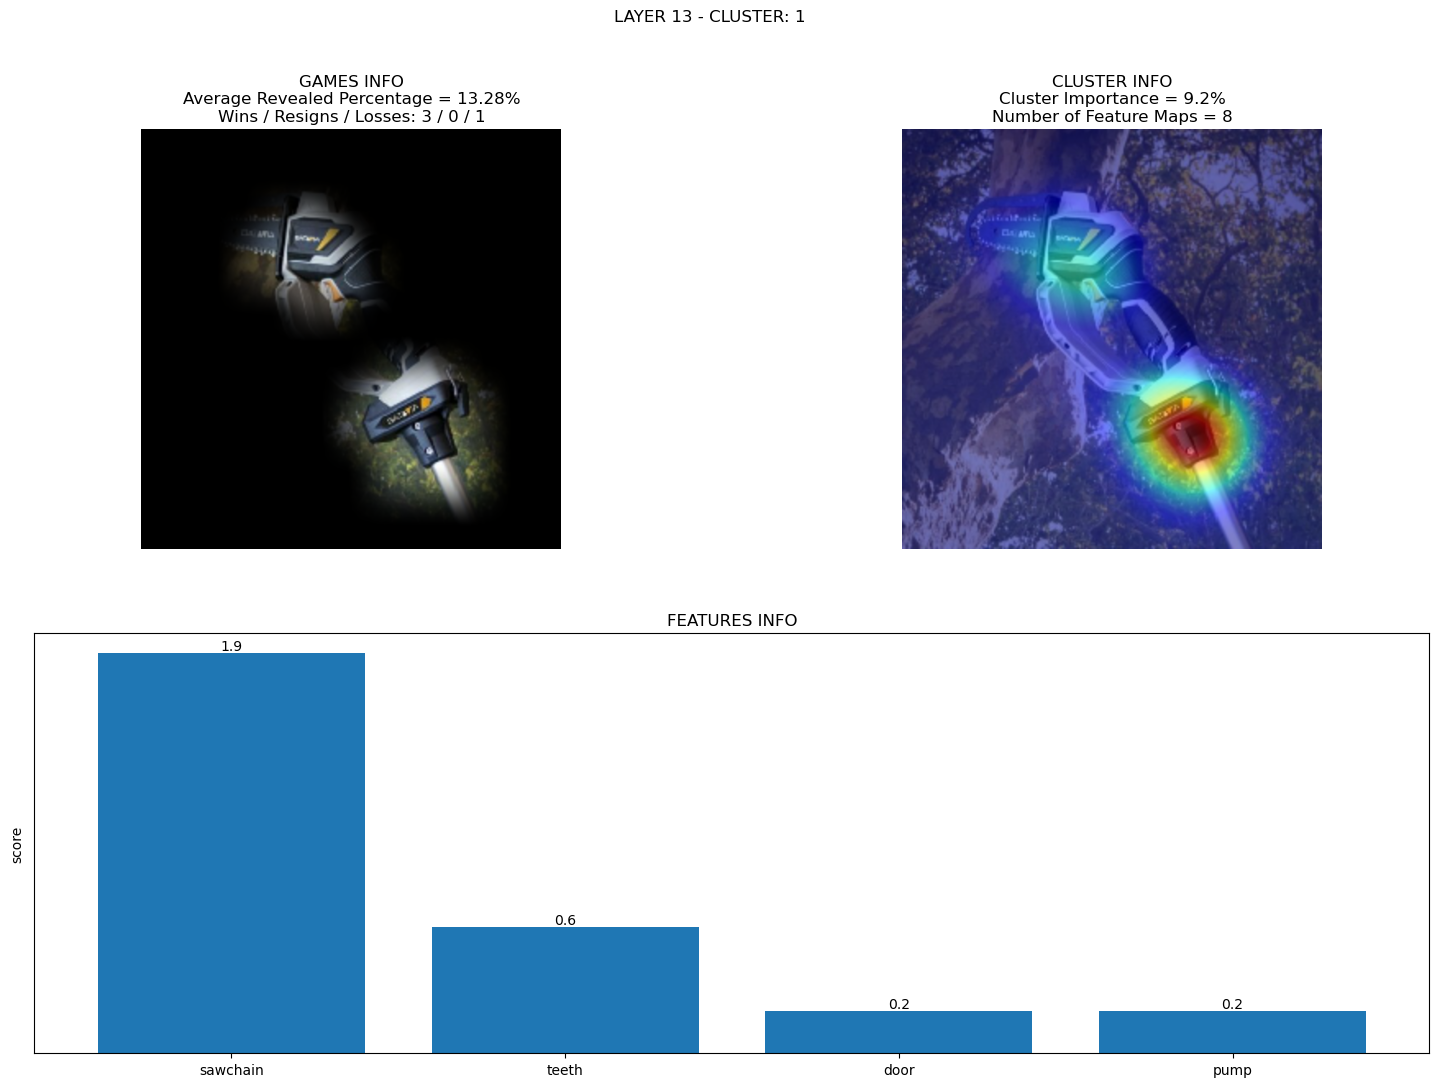 LAYER 13 - CLUSTER: 1
GAMES INFO
Average Revealed Percentage = 13.28%
Wins / Resigns / Losses: 3 / 0 / 1
CLUSTER INFO
Cluster Importance = 9.2%
Number of Feature Maps = 8
FEATURES INFO
score
1.9
0.6
0.2
0.2
sawchain
teeth
door
pump